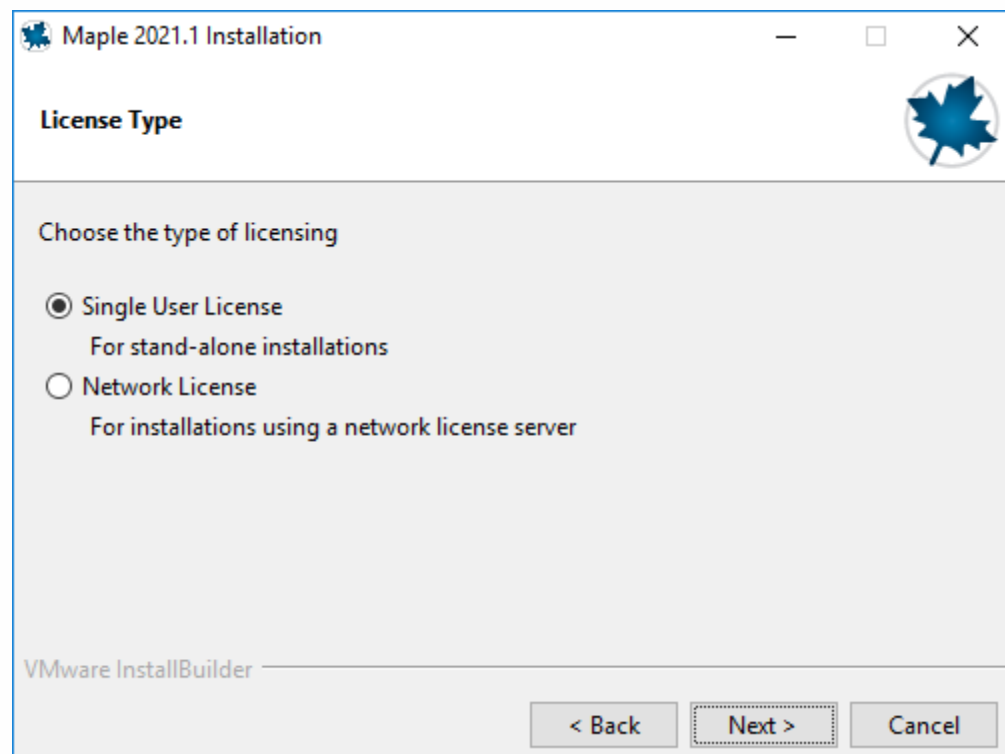 Maple 2021.1 Installation
License Type
Choose the type of licensing
Single User License
For stand-alone installations
Network License
For installations using a network license server
VMware InstallBuilder
< Back Next > Cancel